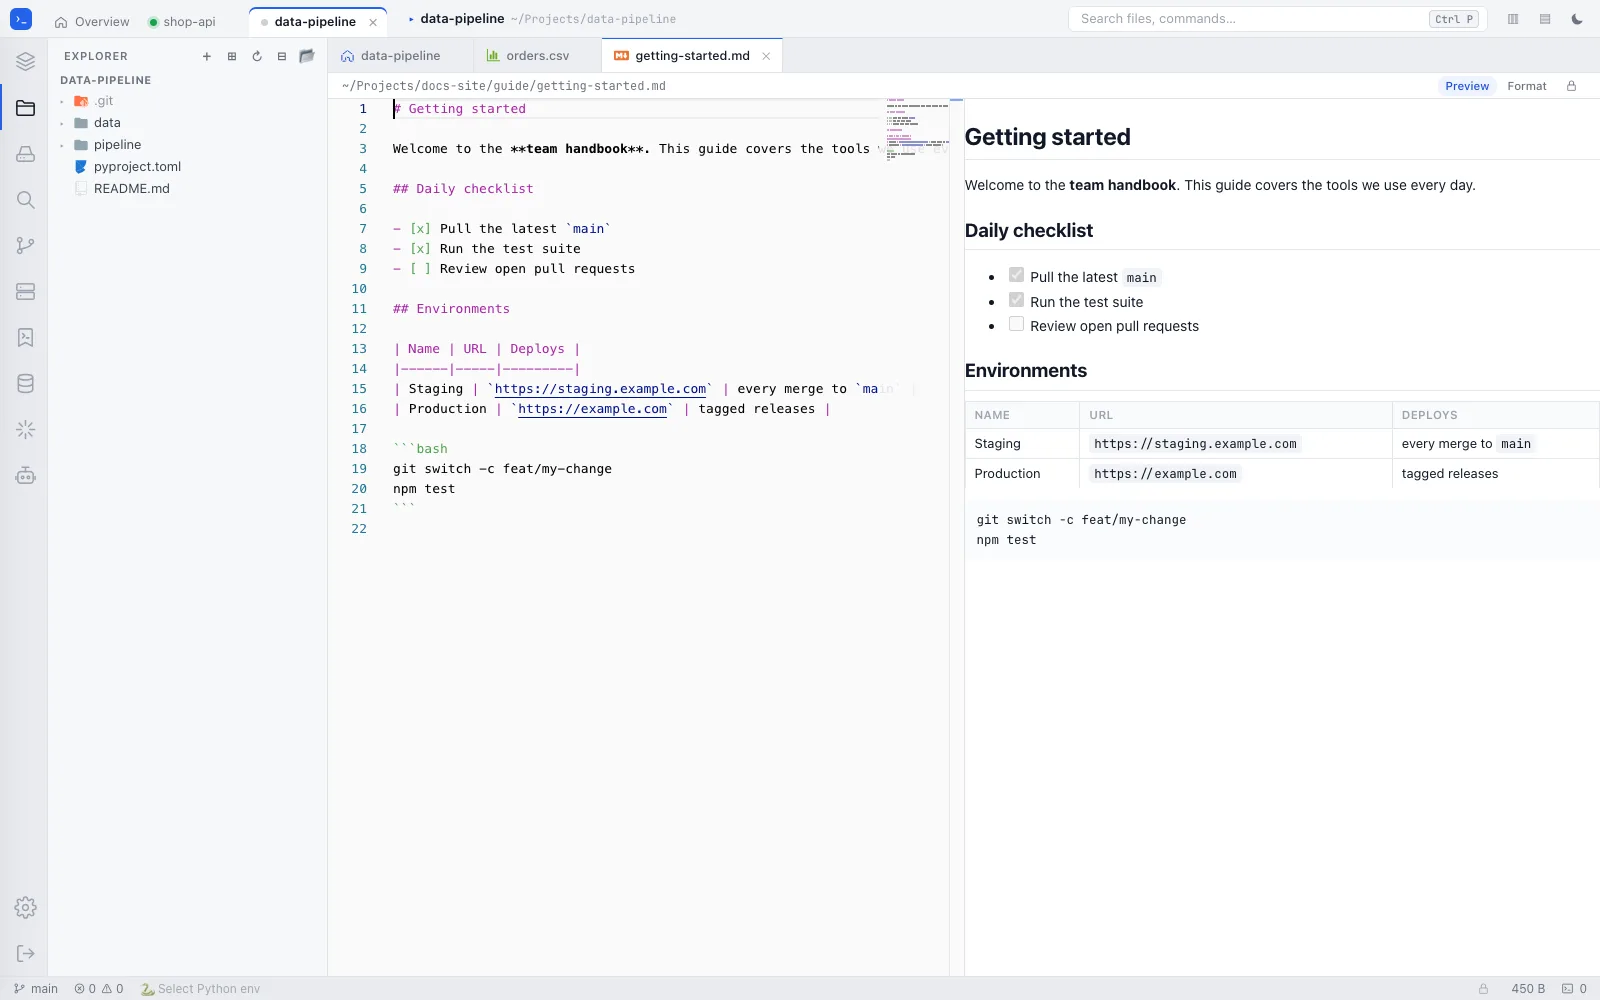 Overview
shop-api
data-pipeline
data-pipeline ~/Projects/data-pipeline
Search files, commands...
Ctrl P
EXPLORER
DATA-PIPELINE
.git
data
pipeline
pyproject.toml
README.md
data-pipeline
orders.csv
getting-started.md
~/Projects/docs-site/guide/getting-started.md
Preview
Format
1 # Getting started
2
3 Welcome to the **team handbook**. This guide covers the tools
4
5 ## Daily checklist
6
7 - [x] Pull the latest `main`
8 - [x] Run the test suite
9 - [ ] Review open pull requests
10
11 ## Environments
12
13 | Name | URL | Deploys |
14 |------|-----|---------|
15 | Staging | `https://staging.example.com` | every merge to `main` |
16 | Production | `https://example.com` | tagged releases |
17
18 ```bash
19 git switch -c feat/my-change
20 npm test
21 ```
22
Getting started
Welcome to the team handbook. This guide covers the tools we use every day.
Daily checklist
Pull the latest main
Run the test suite
Review open pull requests
Environments
NAME URL DEPLOYS
Staging https://staging.example.com every merge to main
Production https://example.com tagged releases
git switch -c feat/my-change
npm test
main
0 0
Select Python env
450 B
0